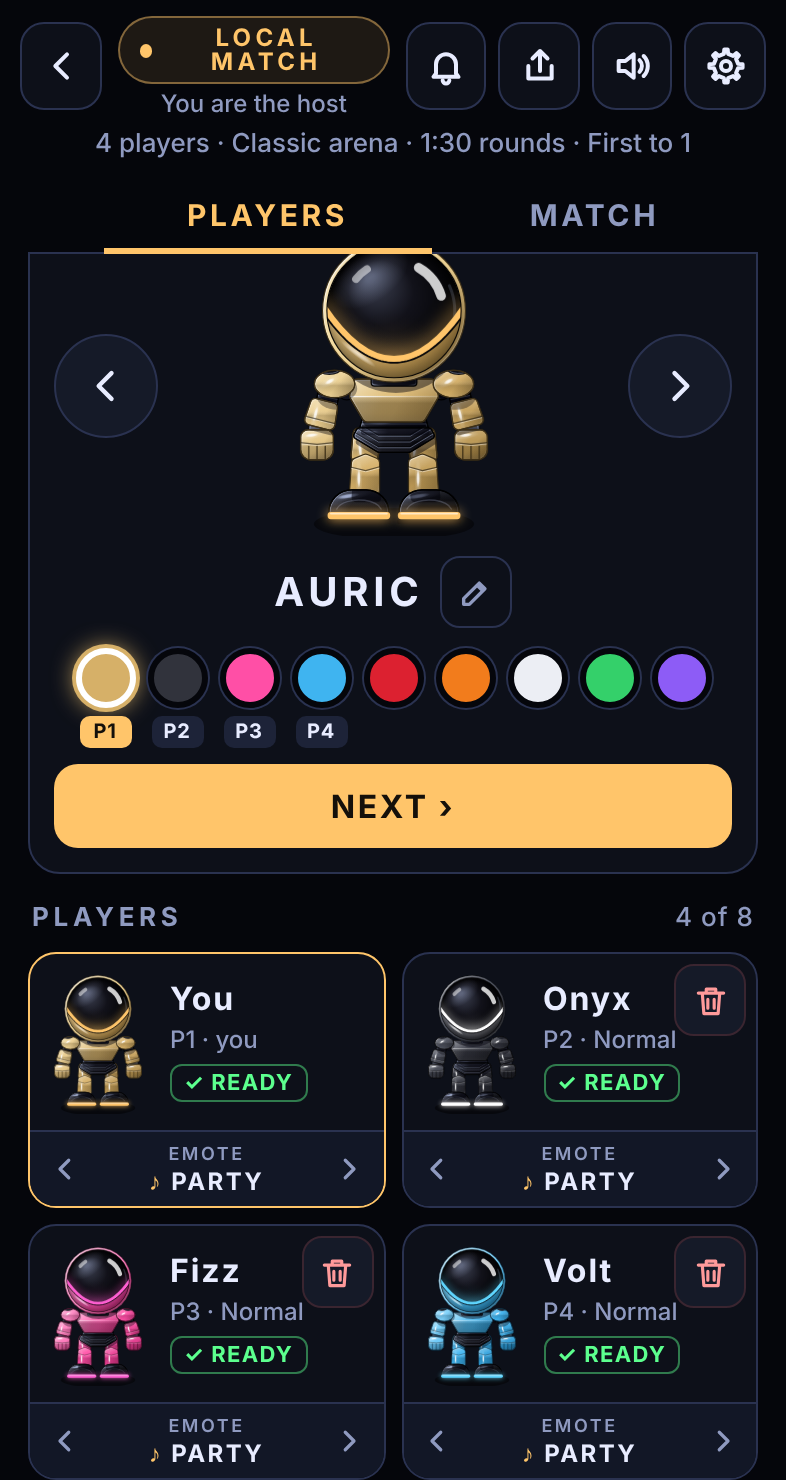 LOCAL
MATCH
You are the host
4 players · Classic arena · 1:30 rounds · First to 1
PLAYERS
MATCH
AURIC
P1
P2
P3
P4
NEXT ›
PLAYERS
4 of 8
You
P1 · you
✓ READY
EMOTE
♪ PARTY
Onyx
P2 · Normal
✓ READY
EMOTE
♪ PARTY
Fizz
P3 · Normal
✓ READY
EMOTE
♪ PARTY
Volt
P4 · Normal
✓ READY
EMOTE
♪ PARTY